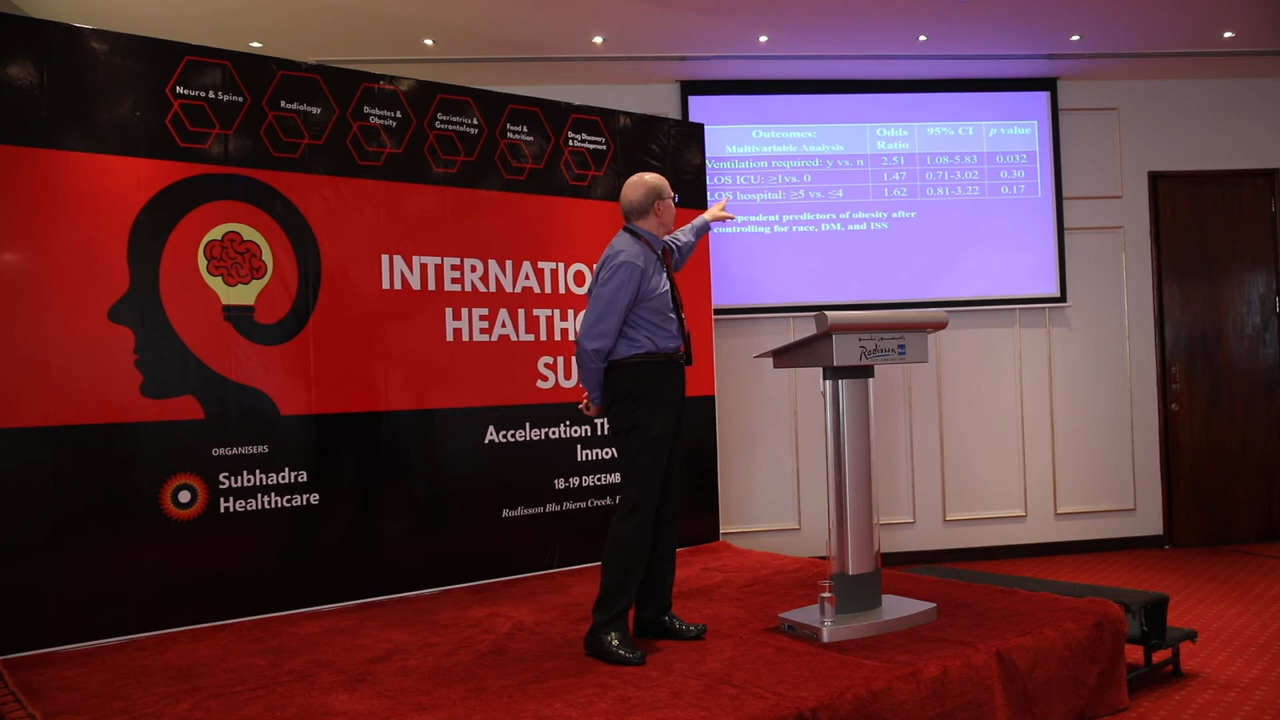 Neuro & Spine
Radiology
Diabetes &
Obesity
Geriatrics &
Gerontology
Food &
Nutrition
Drug Discovery
& Development
INTERNATIO
HEALTHC
SU
Acceleration Th
Innov
18-19 DECEMB
Radisson Blu Diera Creek,
ORGANISERS
Subhadra
Healthcare
Outcomes:
Multivariable Analysis
Odds
Ratio
95% CI
p value
Ventilation required: y vs. n
2.51
1.08-5.83
0.032
LOS ICU: ≥1vs. 0
1.47
0.71-3.02
0.30
LOS hospital: ≥5 vs. ≤4
1.62
0.81-3.22
0.17
ependent predictors of obesity after
controlling for race, DM, and ISS
Radisson